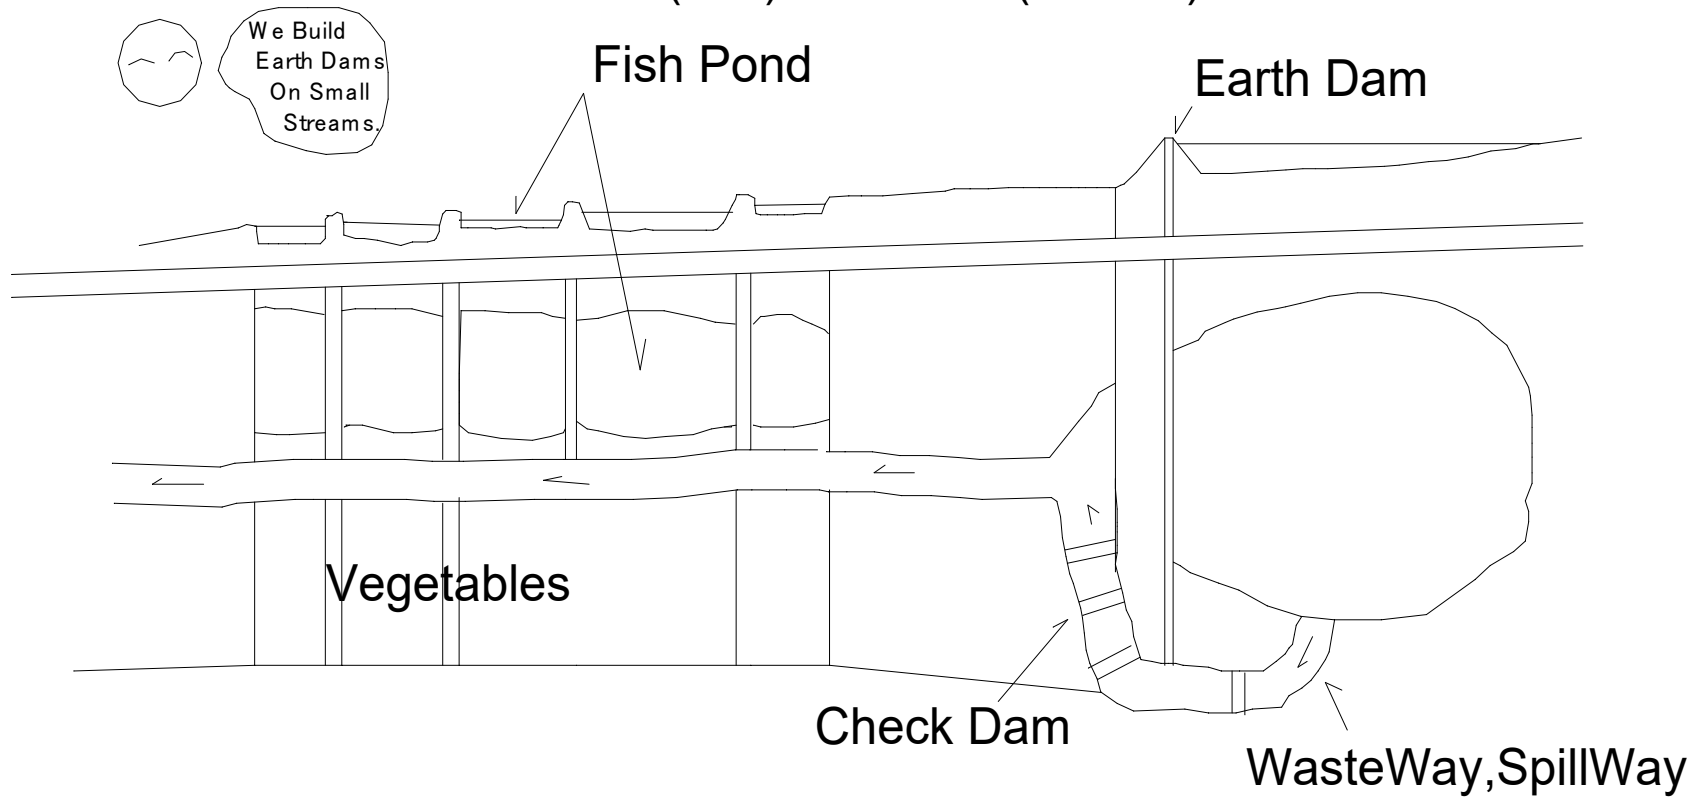 We Build
Earth Dams
On Small
Streams.
Fish Pond
Earth Dam
Vegetables
Check Dam
WasteWay,SpillWay